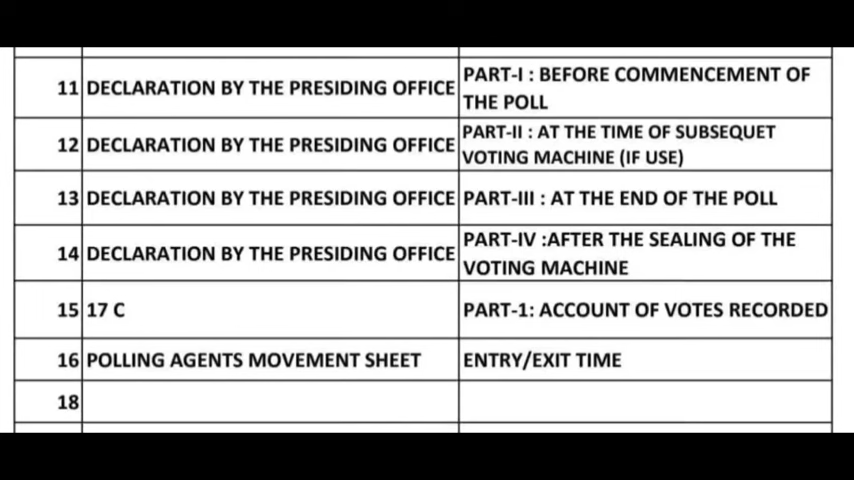 11 DECLARATION BY THE PRESIDING OFFICE PART-I : BEFORE COMMENCEMENT OF
THE POLL
12 DECLARATION BY THE PRESIDING OFFICE PART-II : AT THE TIME OF SUBSEQUET
VOTING MACHINE (IF USE)
13 DECLARATION BY THE PRESIDING OFFICE PART-III : AT THE END OF THE POLL
14 DECLARATION BY THE PRESIDING OFFICE PART-IV :AFTER THE SEALING OF THE
VOTING MACHINE
15 17 C PART-1: ACCOUNT OF VOTES RECORDED
16 POLLING AGENTS MOVEMENT SHEET ENTRY/EXIT TIME
18